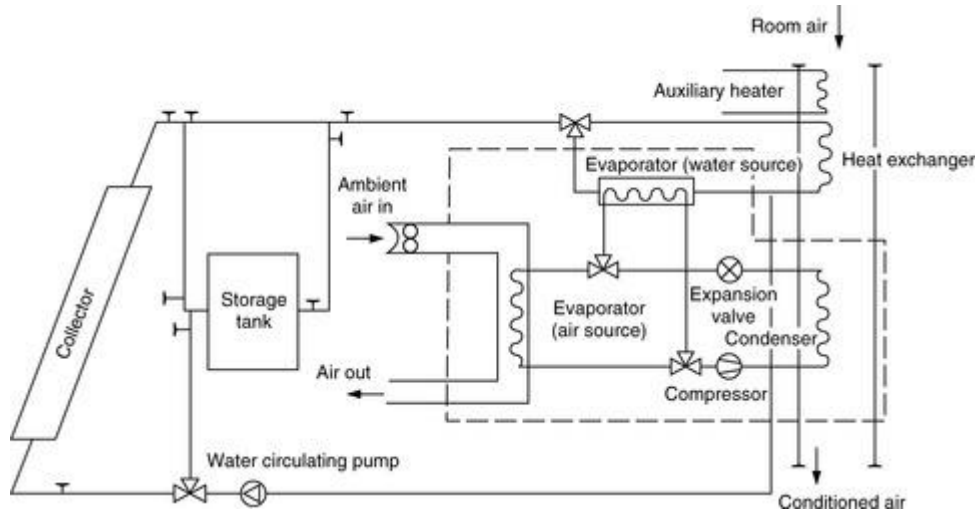 Room air
Auxiliary heater
Evaporator (water source)
Heat exchanger
Ambient
air in
Collector
Storage
tank
Evaporator
(air source)
Expansion
valve
Condenser
Air out
Compressor
Water circulating pump
Conditioned air